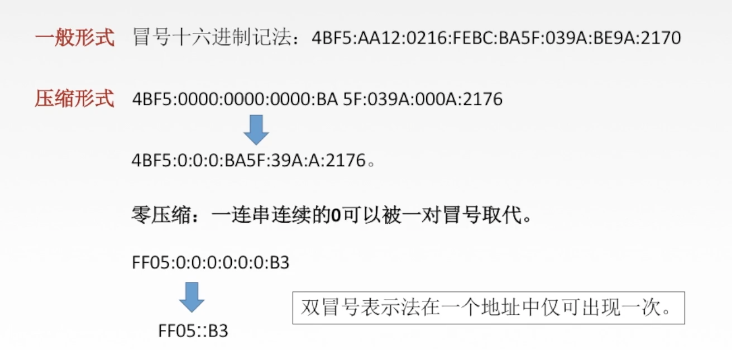 一般形式 冒号十六进制记法：4BF5:AA12:0216:FEBC:BA5F:039A:BE9A:2170
压缩形式 4BF5:0000:0000:0000:BA 5F:039A:000A:2176
4BF5:0:0:0:BA5F:39A:A:2176。
零压缩：一连串连续的0可以被一对冒号取代。
FF05:0:0:0:0:0:0:B3
双冒号表示法在一个地址中仅可出现一次。
FF05::B3